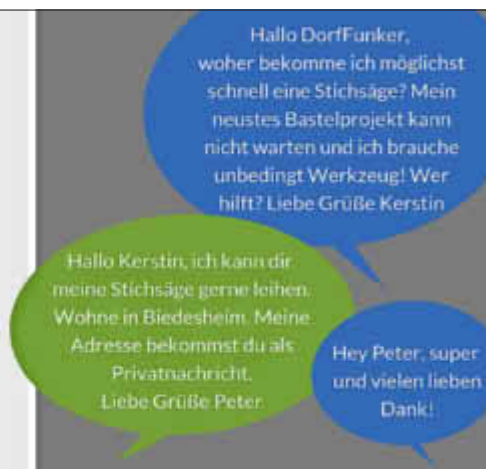 Hallo DorfFunker,
woher bekomme ich möglichst
schnell eine Stichsäge? Mein
neustes Bastelprojekt kann
nicht warten und ich brauche
unbedingt Werkzeug! Wer
hilft? Liebe Grüße Kerstin
Hallo Kerstin, ich kann dir
meine Stichsäge gerne leihen.
Wohne in Biedesheim. Meine
Adresse bekommst du als
Privatnachricht.
Liebe Grüße Peter
Hey Peter, super
und vielen lieben
Dank!